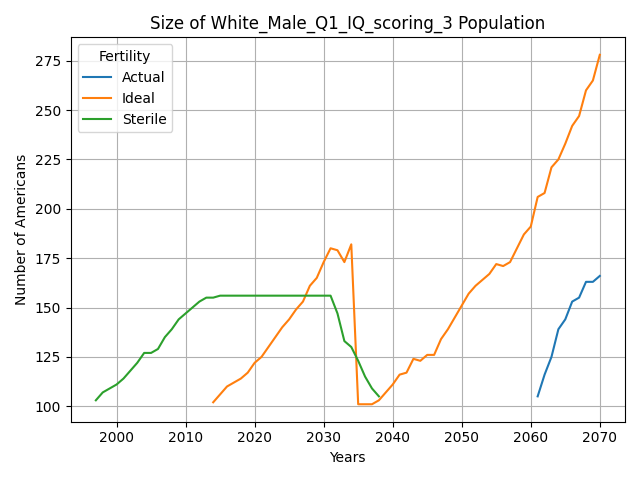 Size of White_Male_Q1_IQ_scoring_3 Population
Fertility
Actual
Ideal
Sterile
Number of Americans
275
250
225
200
175
150
125
100
2000 2010 2020 2030 2040 2050 2060 2070
Years